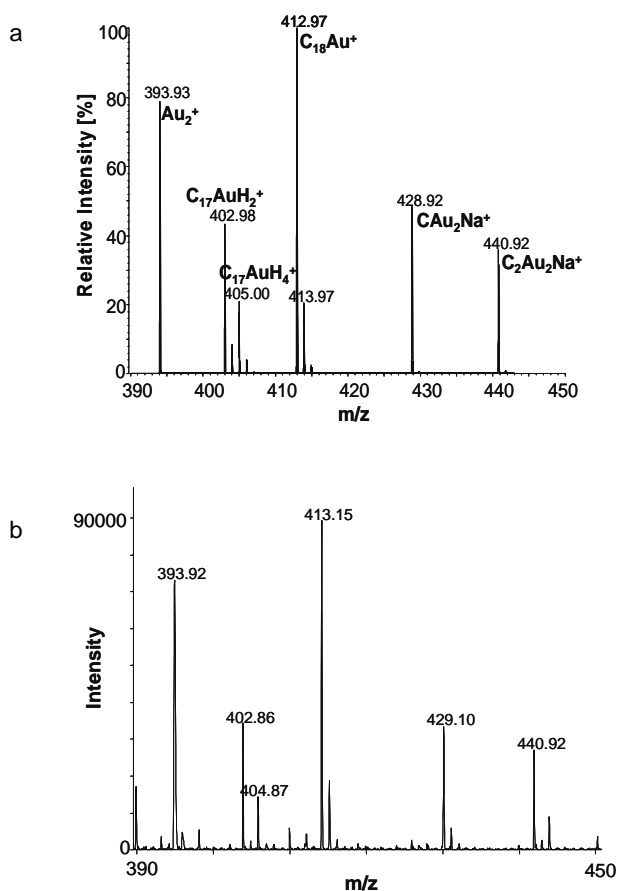 a
100
412.97
C₁₈Au⁺
80
393.93
Au₂⁺
Relative Intensity [%]
60
C₁₇AuH₂⁺
402.98
428.92
CAu₂Na⁺
40
440.92
C₂Au₂Na⁺
C₁₇AuH₄⁺
405.00
413.97
20
0
390
400
410
420
430
440
450
m/z
b
90000
413.15
393.92
Intensity
402.86
429.10
440.92
404.87
0
390
450
m/z